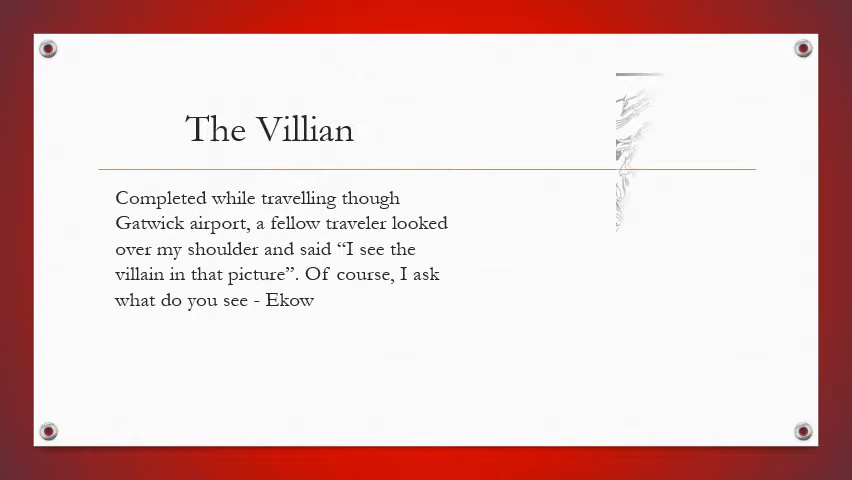 The Villian
Completed while travelling though
Gatwick airport, a fellow traveler looked
over my shoulder and said “I see the
villain in that picture”. Of course, I ask
what do you see - Ekow